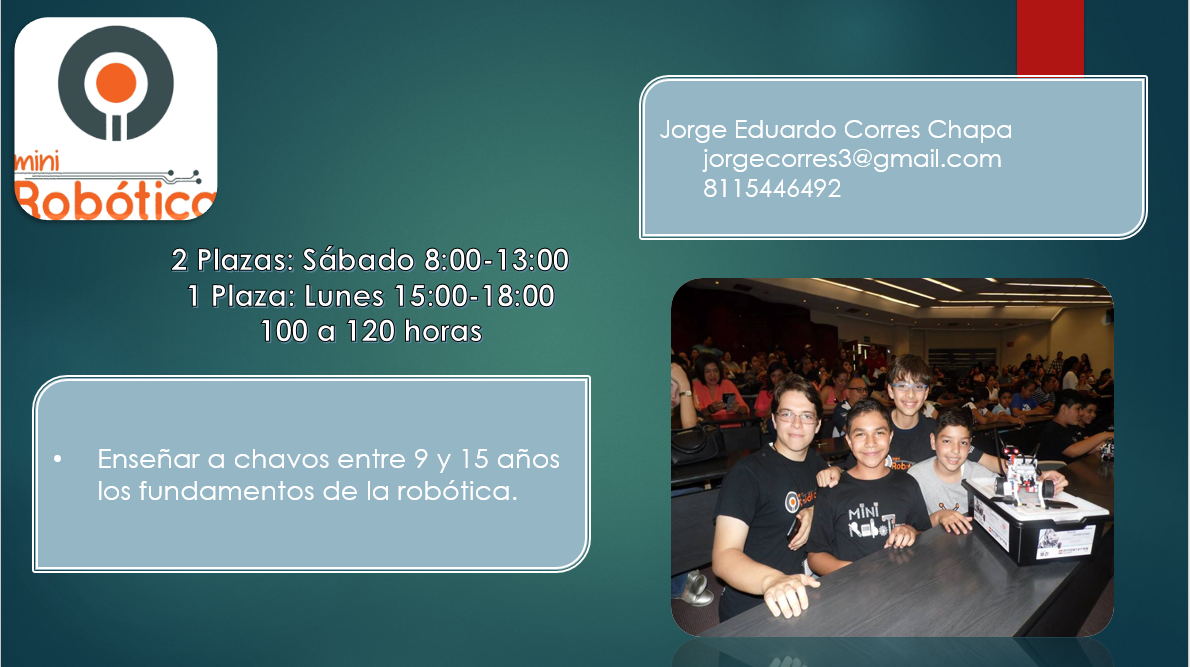 mini
Robótica
Jorge Eduardo Corres Chapa
jorgecorres3@gmail.com
8115446492
2 Plazas: Sábado 8:00-13:00
1 Plaza: Lunes 15:00-18:00
100 a 120 horas
• Enseñar a chavos entre 9 y 15 años
los fundamentos de la robótica.
MINI
RoboT